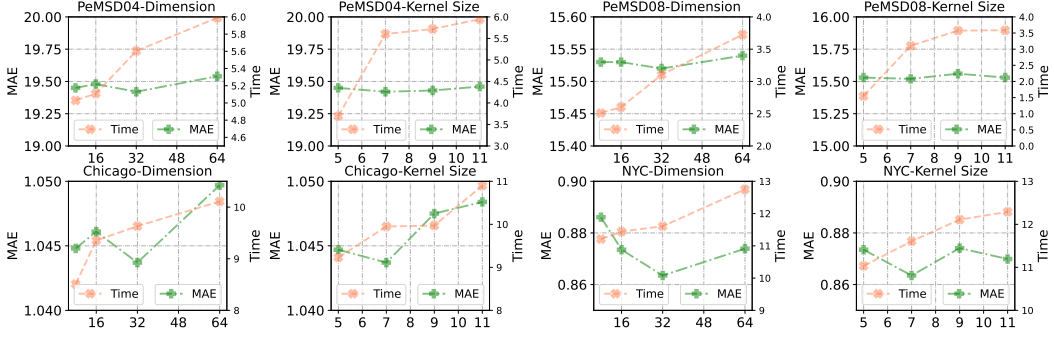 PeMSD04-Dimension
MAE
20.00
19.75
19.50
19.25
19.00
6.0
5.8
5.6
5.4
5.2
5.0
4.8
4.6
Time
Time MAE
16 32 48 64
PeMSD04-Kernel Size
MAE
20.00
19.75
19.50
19.25
19.00
6.0
5.5
5.0
4.5
4.0
3.5
3.0
Time
Time MAE
5 6 7 8 9 10 11
PeMSD08-Dimension
MAE
15.60
15.55
15.50
15.45
15.40
4.0
3.5
3.0
2.5
2.0
Time
Time MAE
16 32 48 64
PeMSD08-Kernel Size
MAE
16.00
15.75
15.50
15.25
15.00
4.0
3.5
3.0
2.5
2.0
1.5
1.0
0.5
0.0
Time
Time MAE
5 6 7 8 9 10 11
Chicago-Dimension
MAE
1.050
1.045
1.040
10
9
8
Time
Time MAE
16 32 48 64
Chicago-Kernel Size
MAE
1.050
1.045
1.040
11
10
9
8
Time
Time MAE
5 6 7 8 9 10 11
NYC-Dimension
MAE
0.90
0.88
0.86
13
12
11
10
9
Time
Time MAE
16 32 48 64
NYC-Kernel Size
MAE
0.90
0.88
0.86
13
12
11
10
Time
Time MAE
5 6 7 8 9 10 11